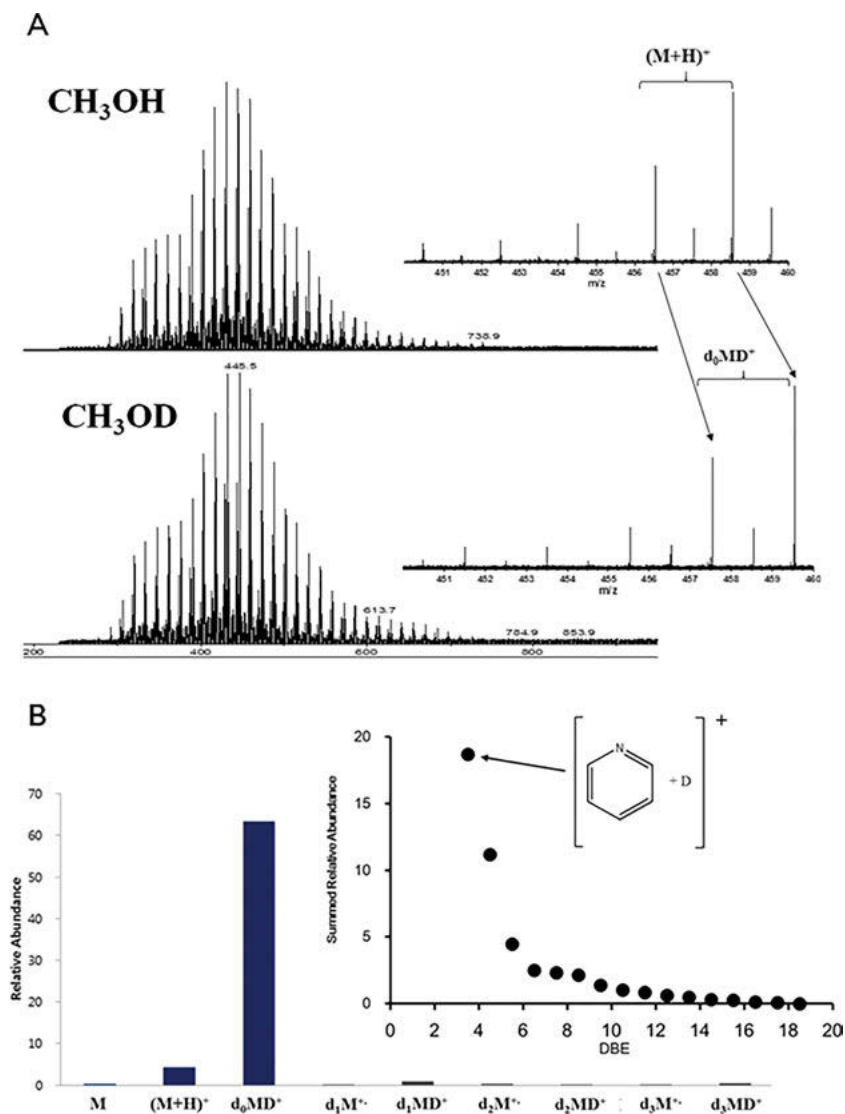 A
CH₃OH
(M+H)⁺
451 452 453 454 455 456 457 458 459 460
m/z
738.9
CH₃OD
445.5
d₀MD⁺
451 452 453 454 455 456 457 458 459 460
m/z
613.7
784.9 853.9
200 400 600 800
B
Relative Abundance
70
60
50
40
30
20
10
0
M (M+H)⁺ d₀MD⁺ d₁M⁺· d₁MD⁺ d₂M⁺· d₂MD⁺ d₃M⁺· d₃MD⁺
Summed Relative Abundance
20
15
10
5
0
0 2 4 6 8 10 12 14 16 18 20
DBE
N
+ D
+